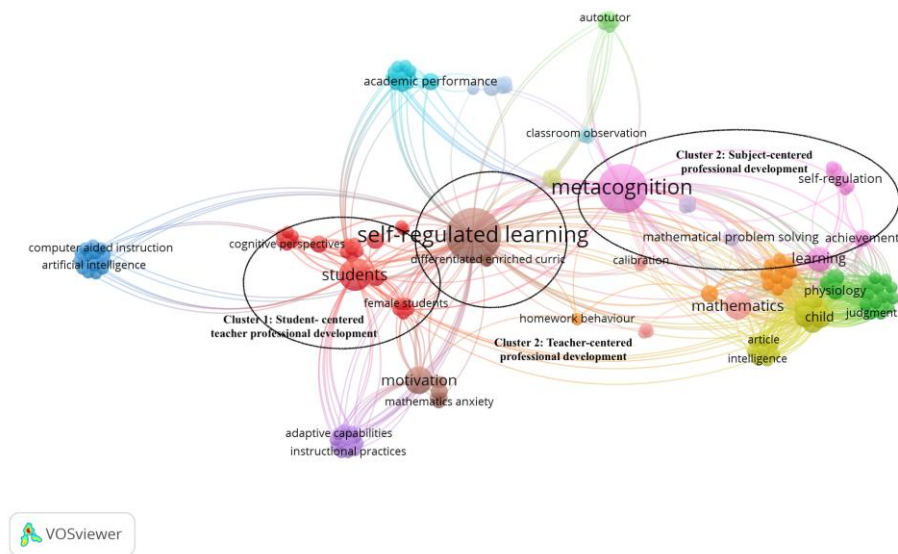 autotutor
academic performance
classroom observation
Cluster 2: Subject-centered
professional development
metacognition
self-regulation
self-regulated learning
cognitive perspectives
mathematical problem solving
achievement
computer aided instruction
differentiated enriched curric
calibration
learning
artificial intelligence
students
physiology
female students
mathematics
child
judgment
Cluster 1: Student- centered
teacher professional development
homework behaviour
Cluster 2: Teacher-centered
professional development
article
intelligence
motivation
mathematics anxiety
adaptive capabilities
instructional practices
VOSviewer